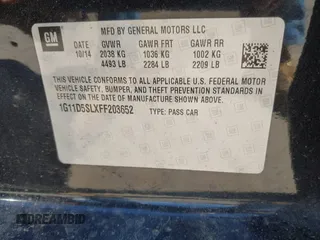 GM
MFD BY GENERAL MOTORS LLC
DATE GVWR GAWR FRT GAWR RR
10/14 2038 KG 1036 KG 1002 KG
4493 LB 2284 LB 2209 LB
THIS VEHICLE CONFORMS TO ALL APPLICABLE U.S. FEDERAL MOTOR
VEHICLE SAFETY, BUMPER, AND THEFT PREVENTION STANDARDS IN
EFFECT ON THE DATE OF MANUFACTURE SHOWN ABOVE.
1G11D5SLXFF203652 TYPE: PASS CAR
DREAMBID